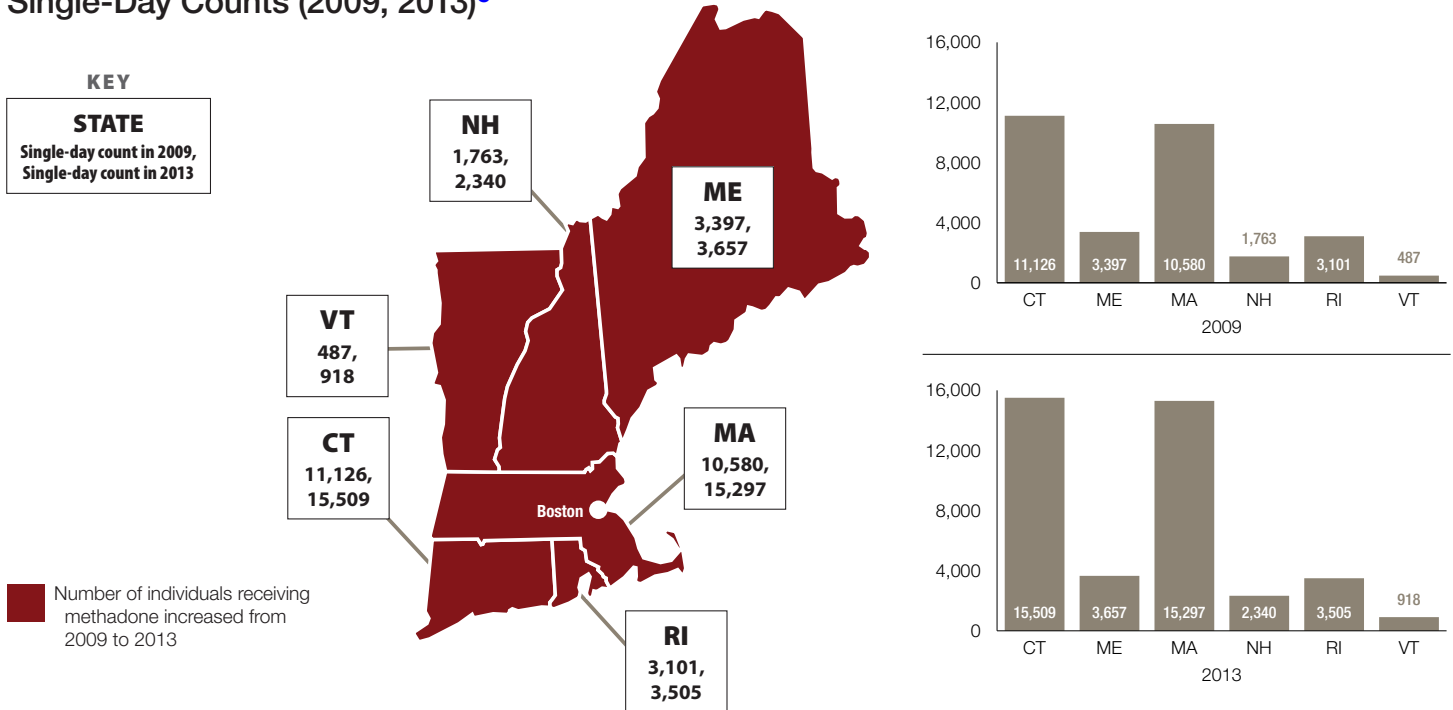 Single-Day Counts (2009, 2013)
KEY
STATE
Single-day count in 2009,
Single-day count in 2013
NH
1,763,
2,340
ME
3,397,
3,657
VT
487,
918
CT
11,126,
15,509
MA
10,580,
15,297
Boston
RI
3,101,
3,505
Number of individuals receiving
methadone increased from
2009 to 2013
16,000
12,000
8,000
4,000
0
11,126
3,397
10,580
1,763
3,101
487
CT ME MA NH RI VT
2009
16,000
12,000
8,000
4,000
0
15,509
3,657
15,297
2,340
3,505
918
CT ME MA NH RI VT
2013